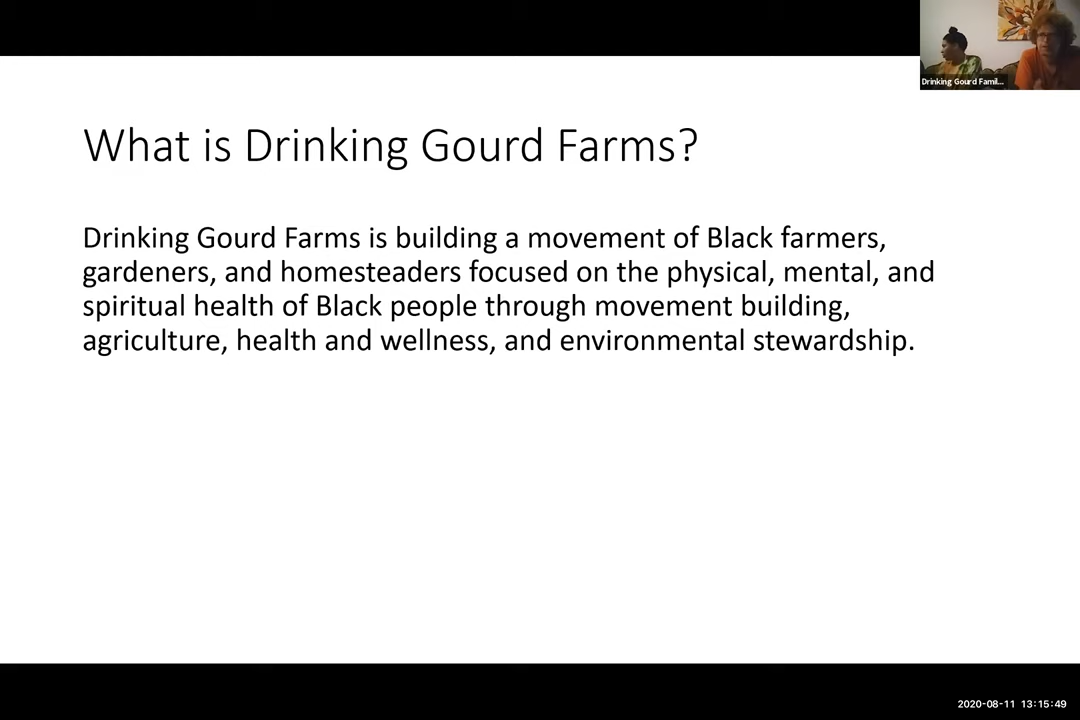 Drinking Gourd Famil...
What is Drinking Gourd Farms?
Drinking Gourd Farms is building a movement of Black farmers,
gardeners, and homesteaders focused on the physical, mental, and
spiritual health of Black people through movement building,
agriculture, health and wellness, and environmental stewardship.
2020-08-11 13:15:49